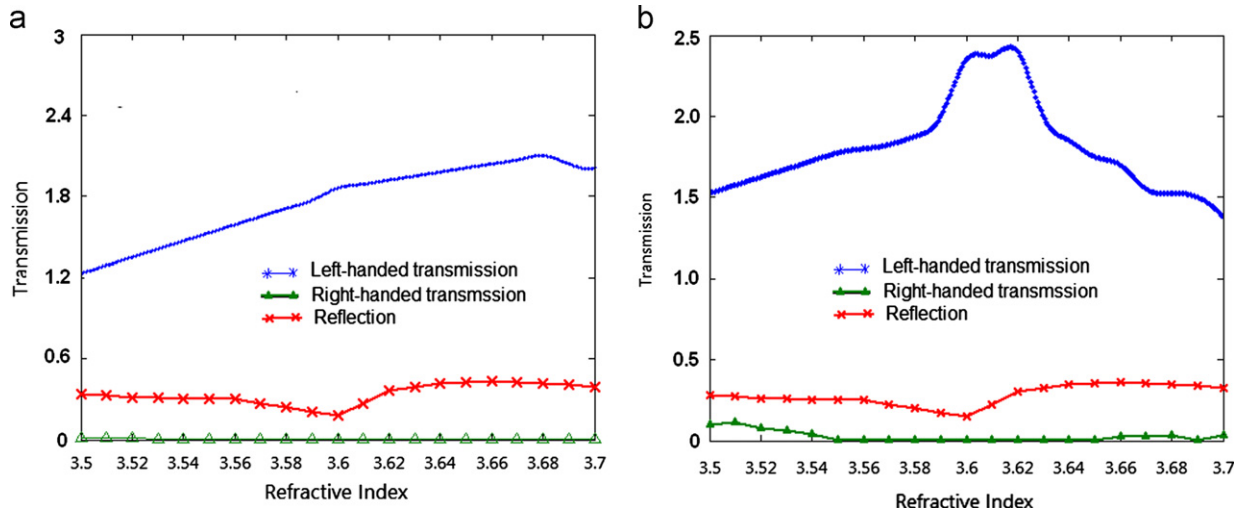 a
3
2.4
1.8
1.2
0.6
0
Transmission
Left-handed transmission
Right-handed transmssion
Reflection
3.5 3.52 3.54 3.56 3.58 3.6 3.62 3.64 3.66 3.68 3.7
Refractive Index
b
2.5
2.0
1.5
1.0
0.5
0
Transmission
Left-handed transmission
Right-handed transmssion
Reflection
3.5 3.52 3.54 3.56 3.58 3.6 3.62 3.64 3.66 3.68 3.7
Refractive Index